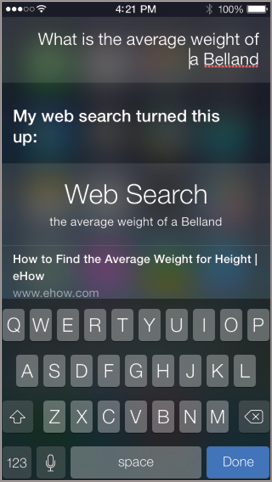 4:21 PM 100%
What is the average weight of
a Belland
My web search turned this
up:
Web Search
the average weight of a Belland
How to Find the Average Weight for Height |
eHow
www.ehow.com
Q W E R T Y U I O P
A S D F G H J K L
Z X C V B N M
123 space Done